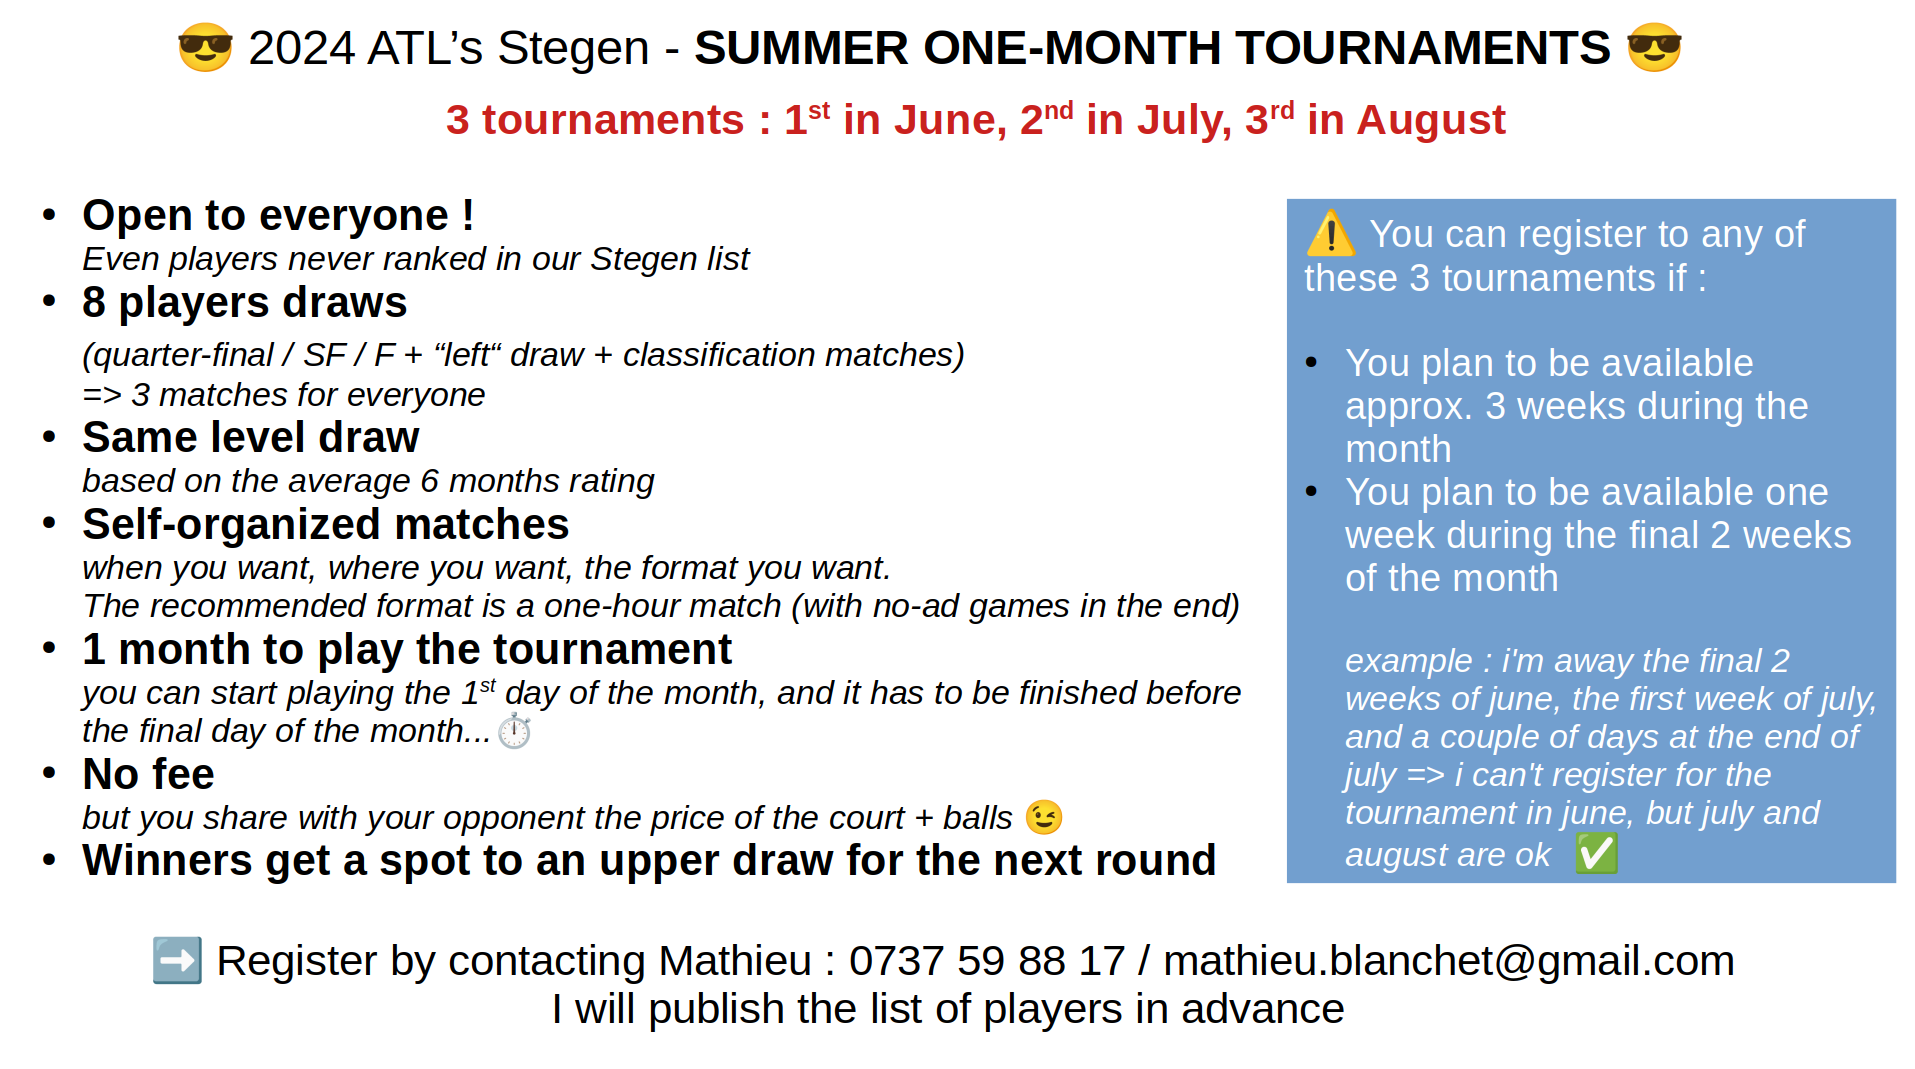 😎 2024 ATL’s Stegen - SUMMER ONE-MONTH TOURNAMENTS 😎
3 tournaments : 1st in June, 2nd in July, 3rd in August
• Open to everyone !
Even players never ranked in our Stegen list
• 8 players draws
(quarter-final / SF / F + “left“ draw + classification matches)
=> 3 matches for everyone
• Same level draw
based on the average 6 months rating
• Self-organized matches
when you want, where you want, the format you want.
The recommended format is a one-hour match (with no-ad games in the end)
• 1 month to play the tournament
you can start playing the 1st day of the month, and it has to be finished before
the final day of the month...⏱️
• No fee
but you share with your opponent the price of the court + balls 😉
• Winners get a spot to an upper draw for the next round
⚠️ You can register to any of
these 3 tournaments if :
• You plan to be available
approx. 3 weeks during the
month
• You plan to be available one
week during the final 2 weeks
of the month
example : i'm away the final 2
weeks of june, the first week of july,
and a couple of days at the end of
july => i can't register for the
tournament in june, but july and
august are ok ✅
➡️ Register by contacting Mathieu : 0737 59 88 17 / mathieu.blanchet@gmail.com
I will publish the list of players in advance